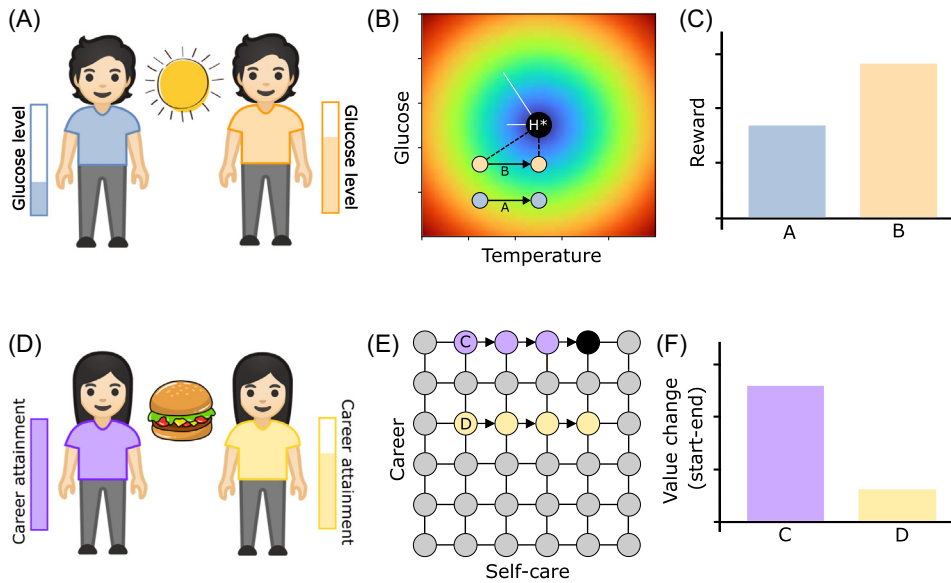 (A)
Glucose level
Glucose level
(B)
Glucose
H*
B
A
Temperature
(C)
Reward
A
B
(D)
Career attainment
Career attainment
(E)
Career
C
D
Self-care
(F)
Value change
(start-end)
C
D